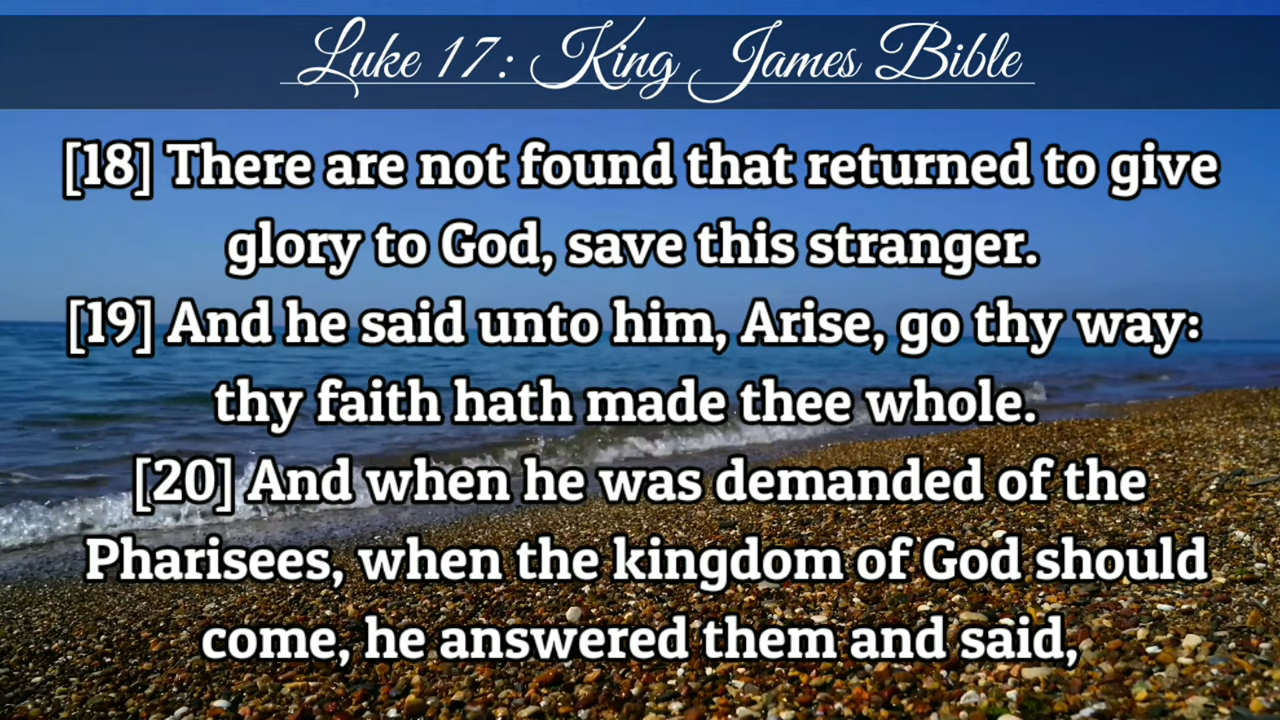 Luke 17: King James Bible
[18] There are not found that returned to give
glory to God, save this stranger.
[19] And he said unto him, Arise, go thy way:
thy faith hath made thee whole.
[20] And when he was demanded of the
Pharisees, when the kingdom of God should
come, he answered them and said,